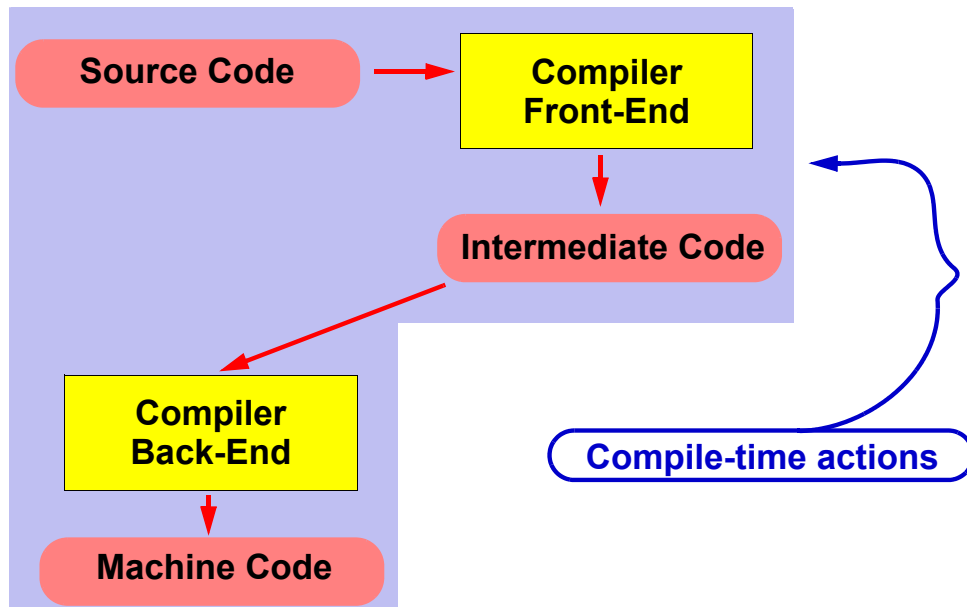 Source Code
Compiler
Front-End
Intermediate Code
Compiler
Back-End
Compile-time actions
Machine Code